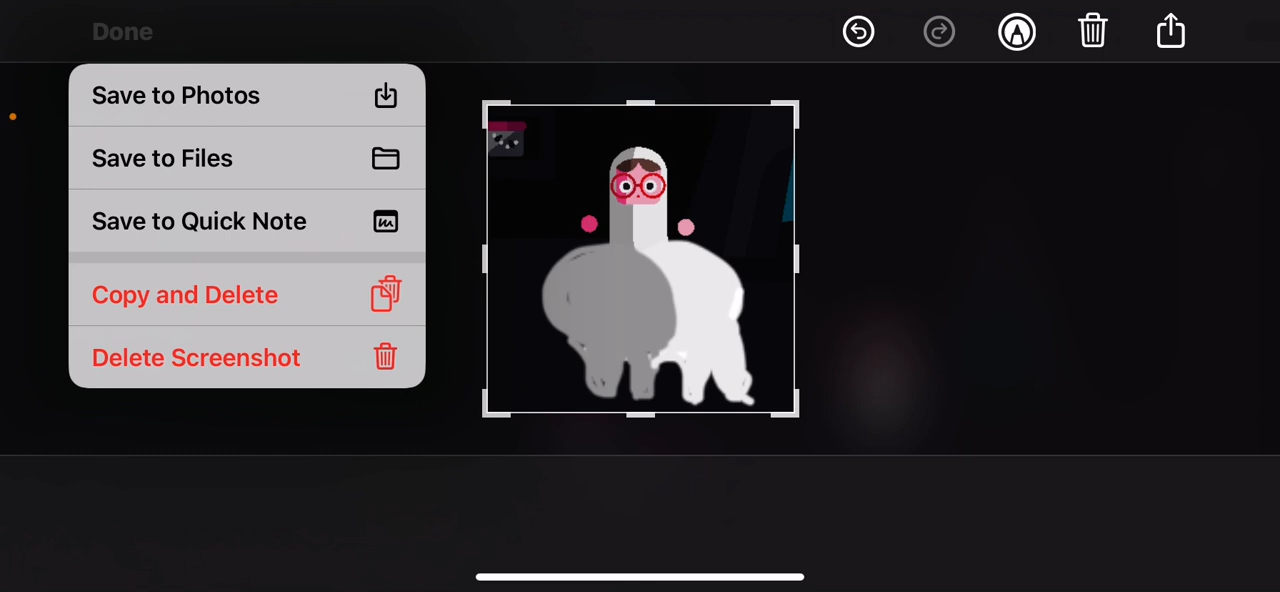 Done
Save to Photos
Save to Files
Save to Quick Note
Copy and Delete
Delete Screenshot